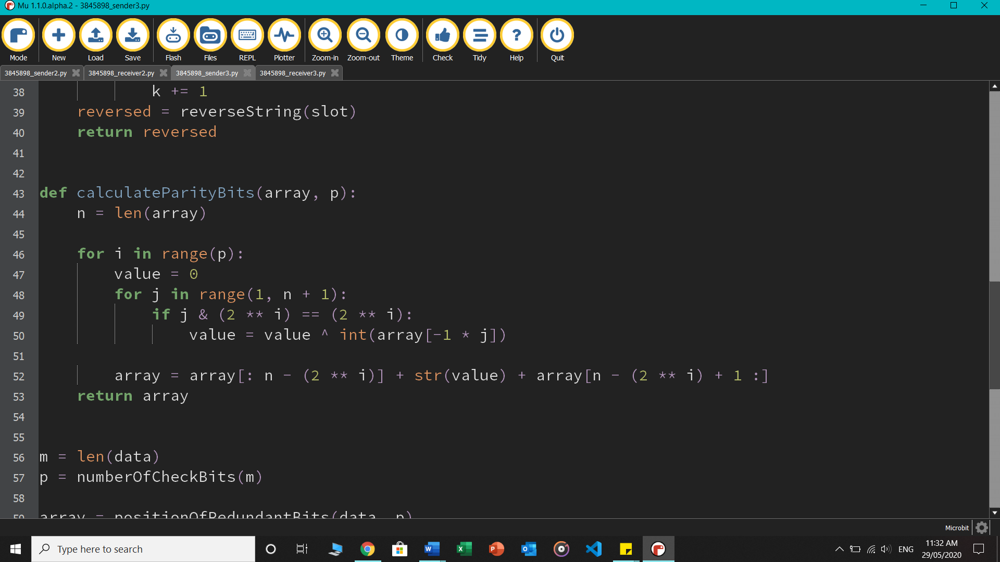 Mu 1.1.0.alpha.2 - 3845898_sender3.py
Mode New Load Save Flash Files REPL Plotter Zoom-in Zoom-out Theme Check Tidy Help Quit
3845898_sender2.py 3845898_receiver2.py 3845898_sender3.py 3845898_receiver3.py
38 k += 1
39 reversed = reverseString(slot)
40 return reversed
41
42
43 def calculateParityBits(array, p):
44 n = len(array)
45
46 for i in range(p):
47 value = 0
48 for j in range(1, n + 1):
49 if j & (2 ** i) == (2 ** i):
50 value = value ^ int(array[-1 * j])
51
52 array = array[: n - (2 ** i)] + str(value) + array[n - (2 ** i) + 1 :]
53 return array
54
55
56 m = len(data)
57 p = numberOfCheckBits(m)
58
59 array = positionOfRedundantBits(data, p)
Microbit
Type here to search
ENG
11:32 AM
29/05/2020